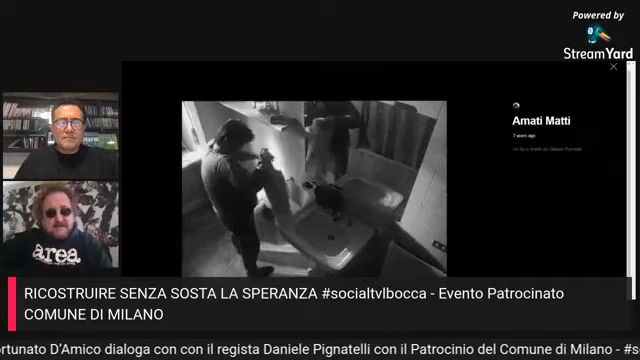 Powered by
StreamYard
Amati Matti
7 years ago
area
RICOSTRUIRE SENZA SOSTA LA SPERANZA #socialtvlbocca - Evento Patrocinato
COMUNE DI MILANO
ortunato D'Amico dialoga con con il regista Daniele Pignatelli con il Patrocinio del Comune di Milano - #s